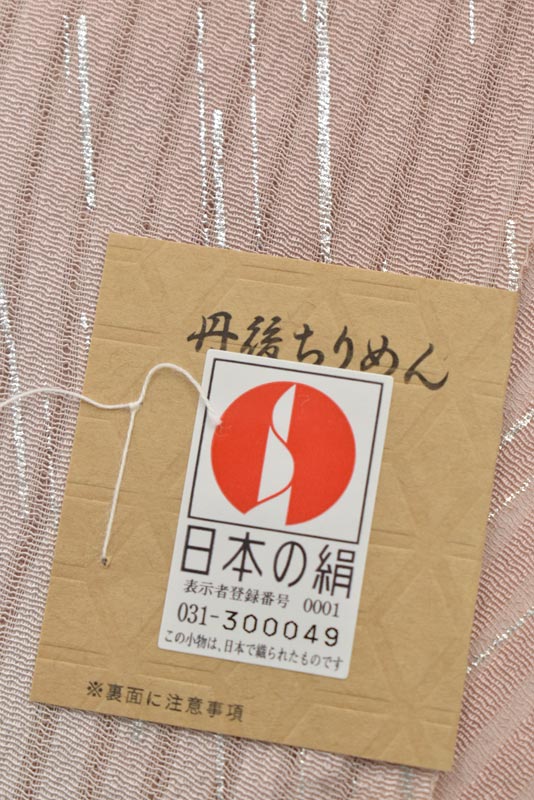 丹後ちりめん
日本の絹
表示者登録番号 0001
031-300049
この小物は、日本で織られたものです
※裏面に注意事項